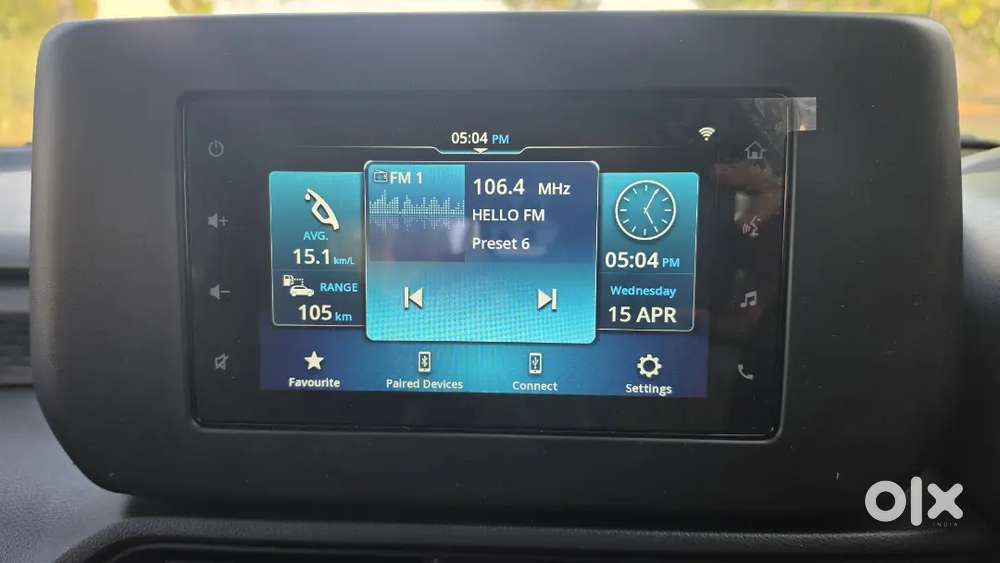 05:04 PM
FM 1
106.4 MHz
HELLO FM
Preset 6
AVG.
15.1 km/L
RANGE
105 km
05:04 PM
Wednesday
15 APR
Favourite
Paired Devices
Connect
Settings
olx
INDIA